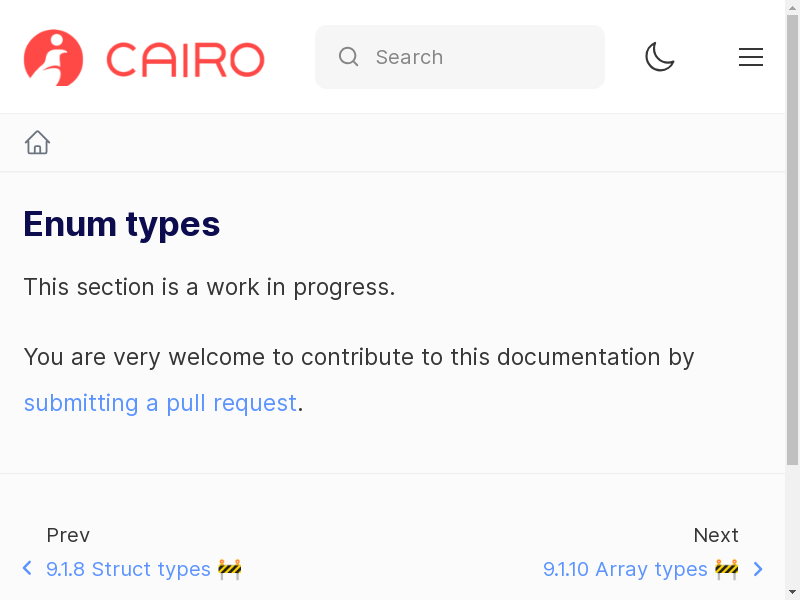 CAIRO
Search
Enum types
This section is a work in progress.
You are very welcome to contribute to this documentation by
submitting a pull request.
Prev
Next
9.1.8 Struct types 🚧
9.1.10 Array types 🚧